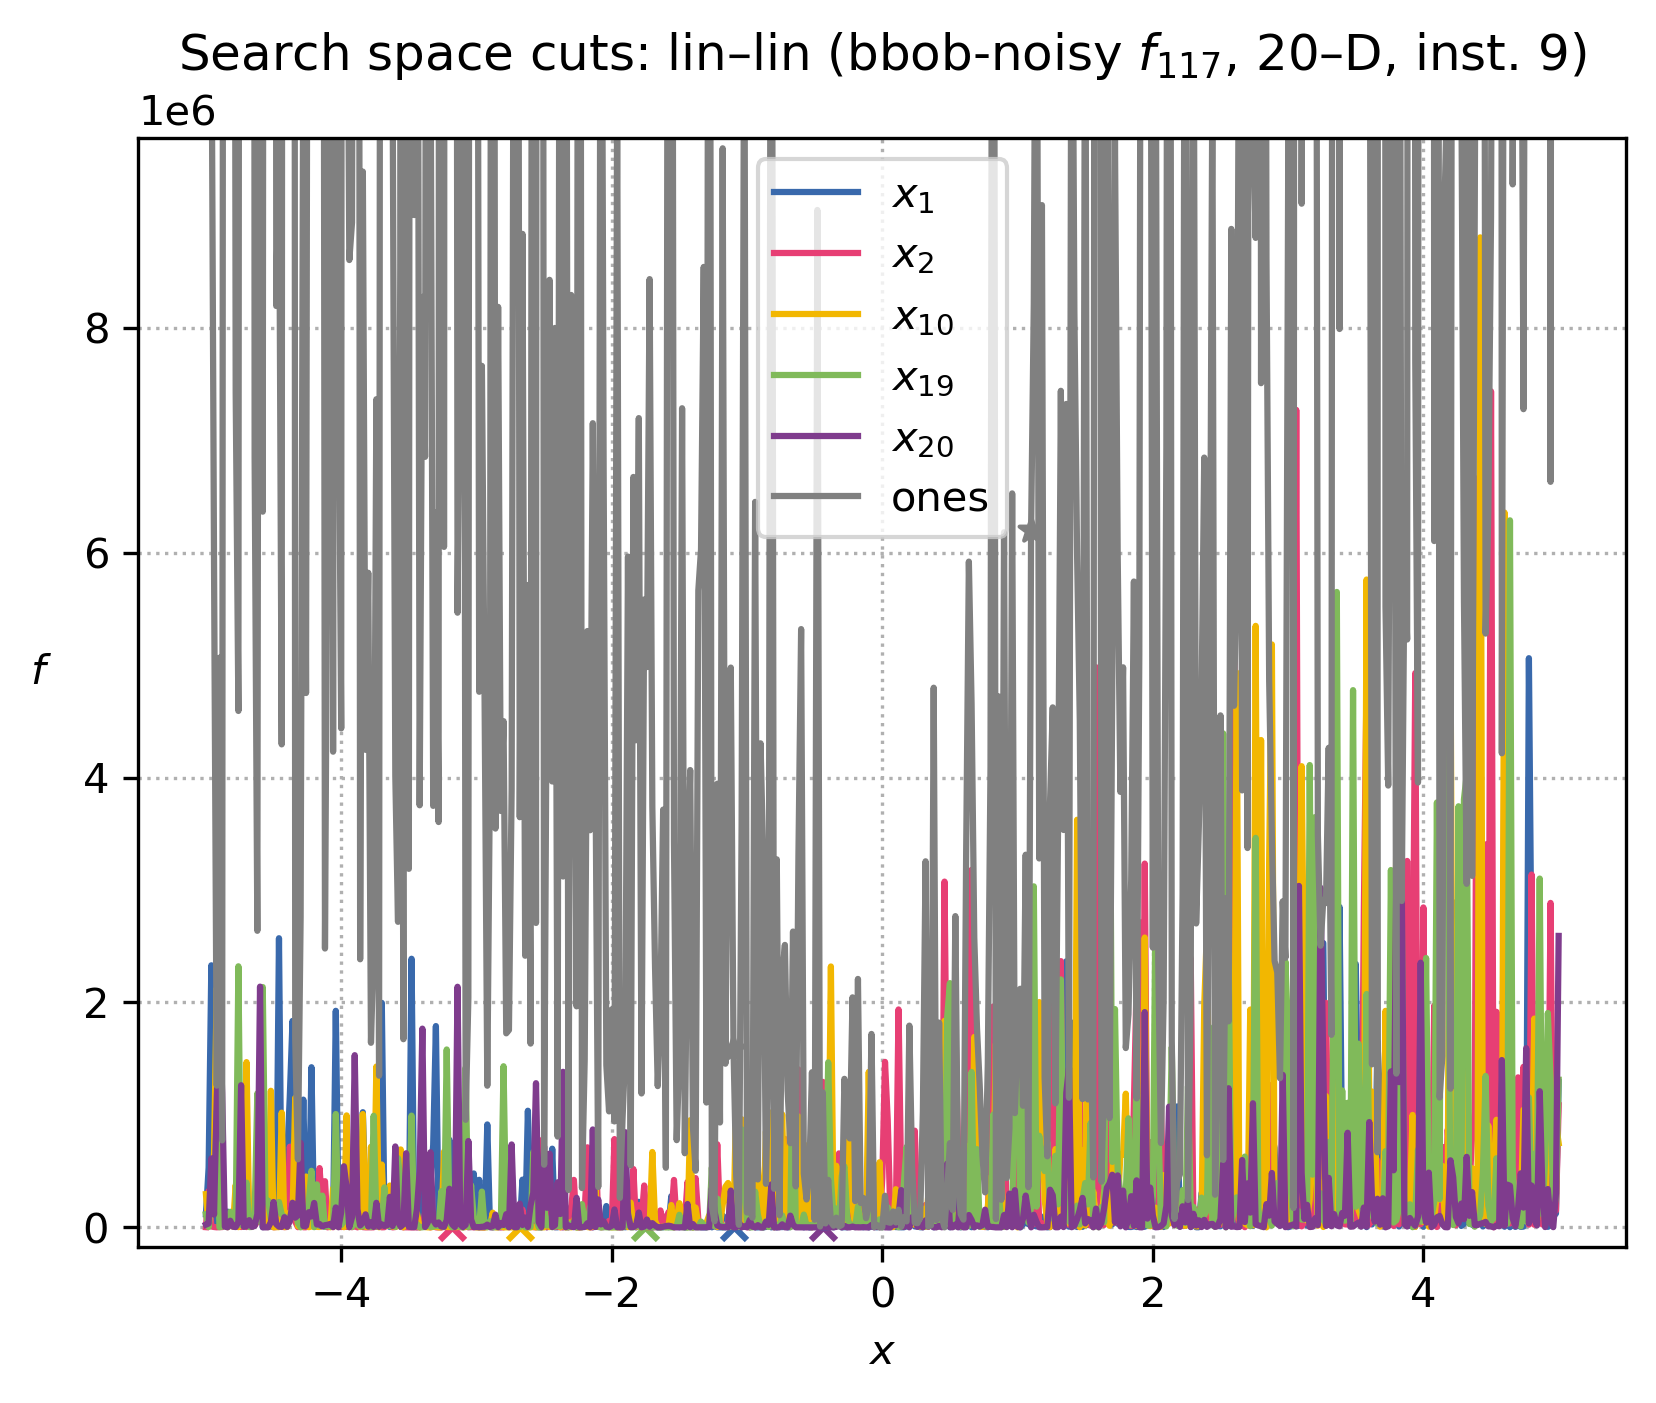 Search space cuts: lin–lin (bbob-noisy f₁₁₇, 20–D, inst. 9)
1e6
x₁
x₂
x₁₀
x₁₉
x₂₀
ones
8
6
4
2
0
f
−4 −2 0 2 4
x